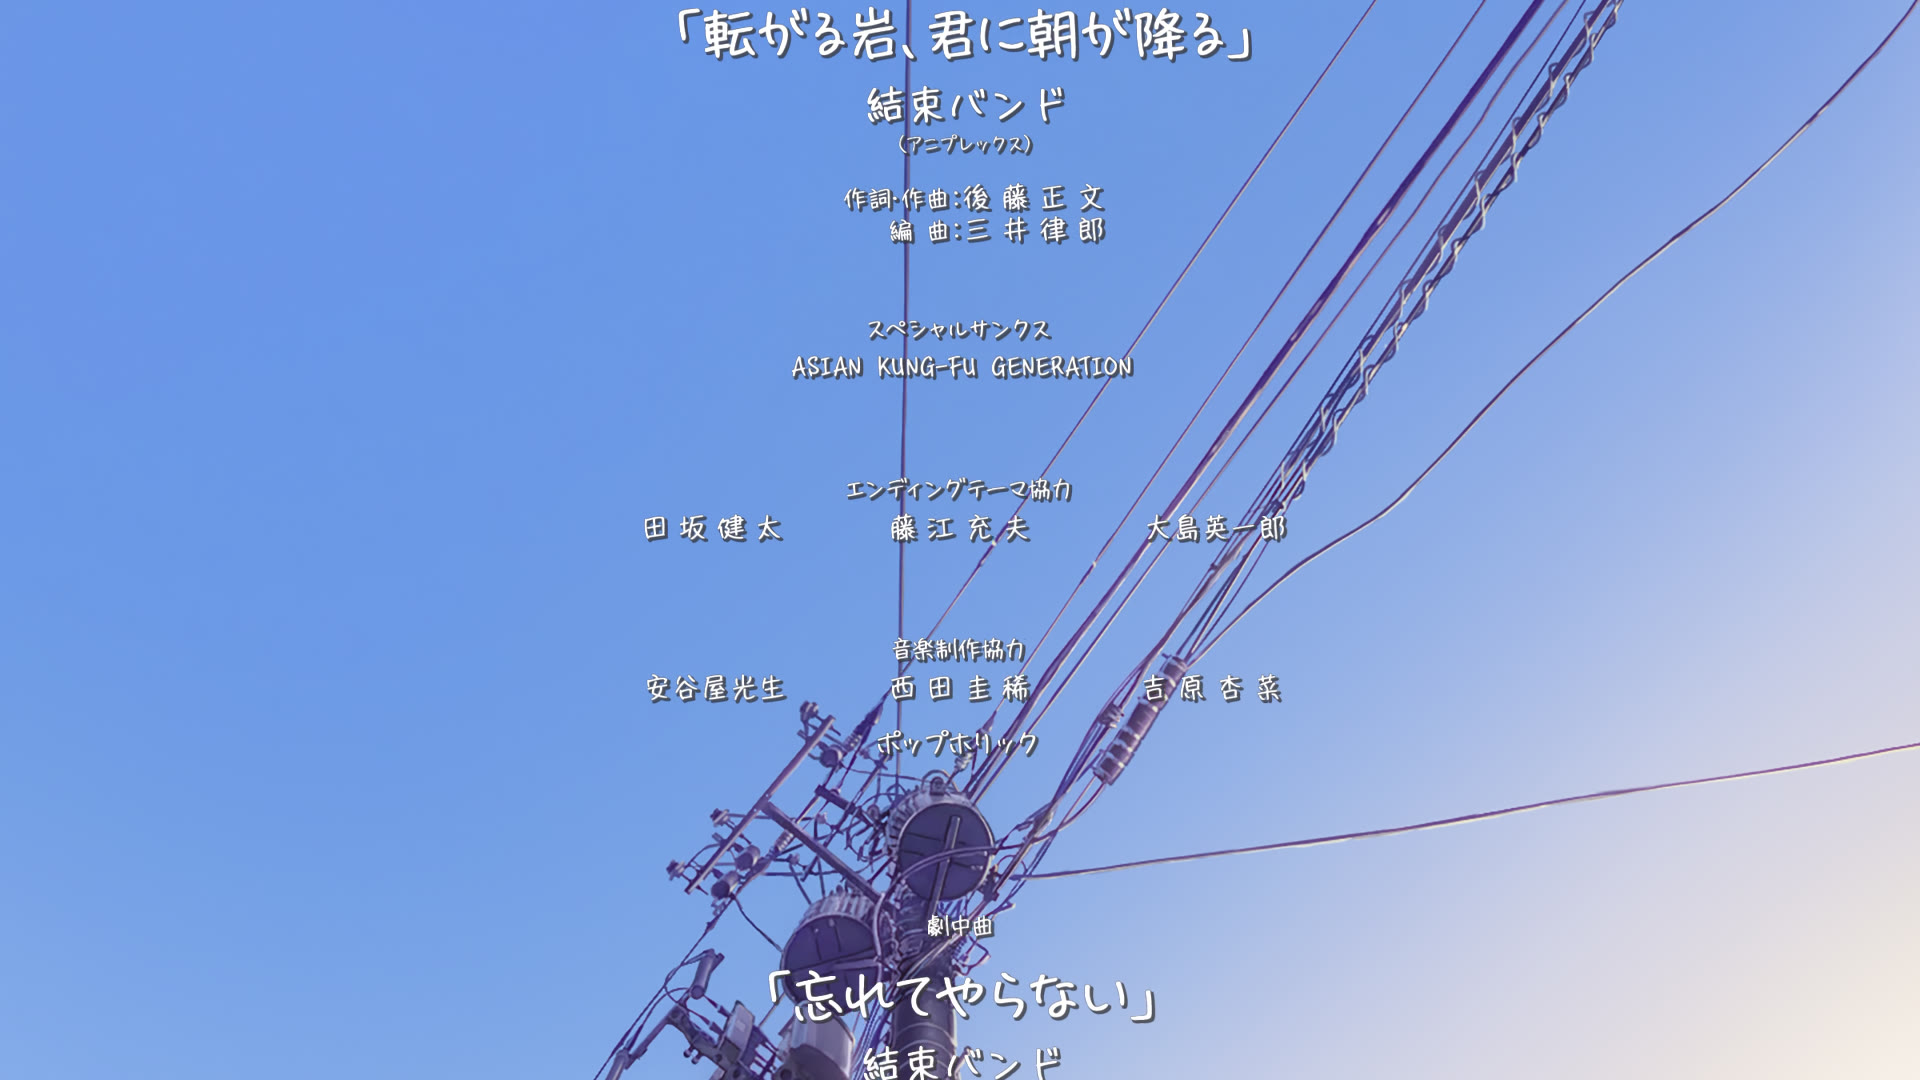 「転がる岩、君に朝が降る」
結束バンド
(アニプレックス)
作詞・作曲:後藤正文
編曲:三井律郎
スペシャルサンクス
ASIAN KUNG-FU GENERATION
エンディングテーマ協力
田坂健太 藤江充夫 大島英一郎
音楽制作協力
安谷屋光生 西田圭稀 吉原杏菜
ポップホリック
劇中曲
「忘れてやらない」
結束バンド